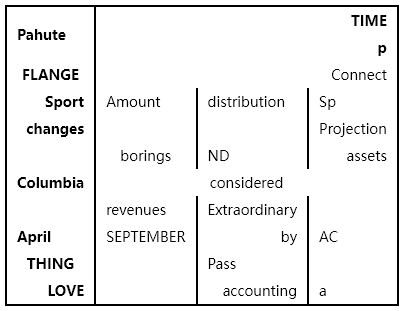 Pahute TIME
p
FLANGE Connect
Sport Amount distribution Sp
changes Projection
borings ND assets
Columbia considered
revenues Extraordinary
April SEPTEMBER by AC
THING Pass
LOVE accounting a